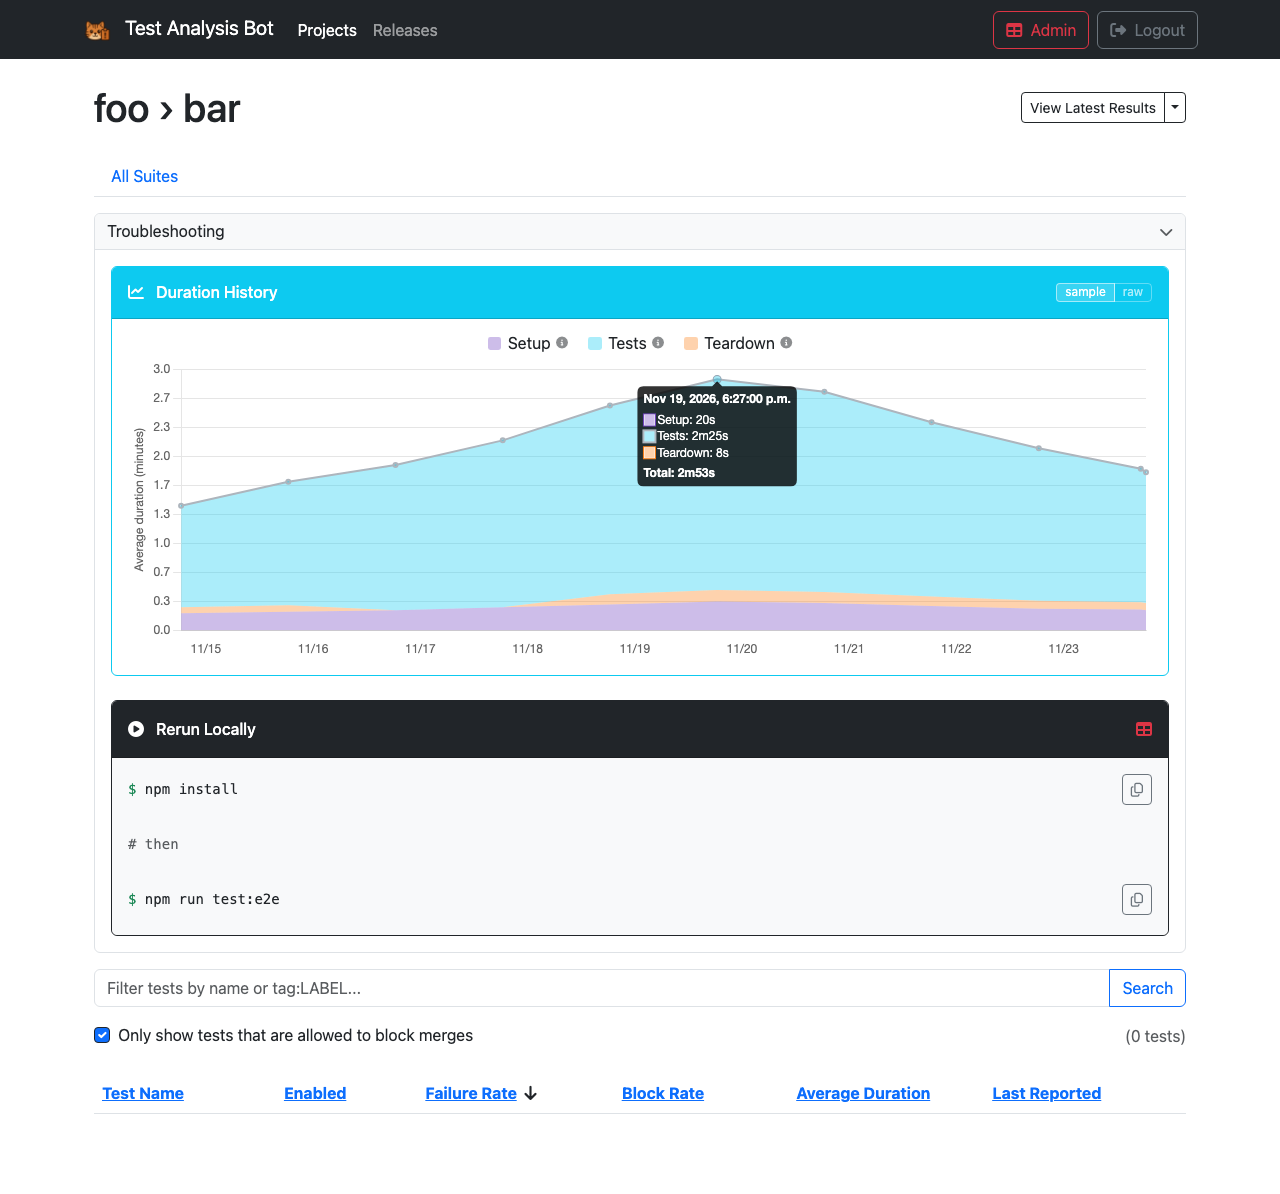 Test Analysis Bot Projects Releases Admin Logout
foo › bar
View Latest Results
All Suites
Troubleshooting
Duration History
sample raw
Setup Tests Teardown
Average duration (minutes)
3.0
2.7
2.3
2.0
1.7
1.3
1.0
0.7
0.3
0.0
Nov 19, 2026, 6:27:00 p.m.
Setup: 20s
Tests: 2m25s
Teardown: 8s
Total: 2m53s
11/15 11/16 11/17 11/18 11/19 11/20 11/21 11/22 11/23
Rerun Locally
$ npm install
# then
$ npm run test:e2e
Filter tests by name or tag:LABEL...
Search
Only show tests that are allowed to block merges
(0 tests)
Test Name Enabled Failure Rate Block Rate Average Duration Last Reported